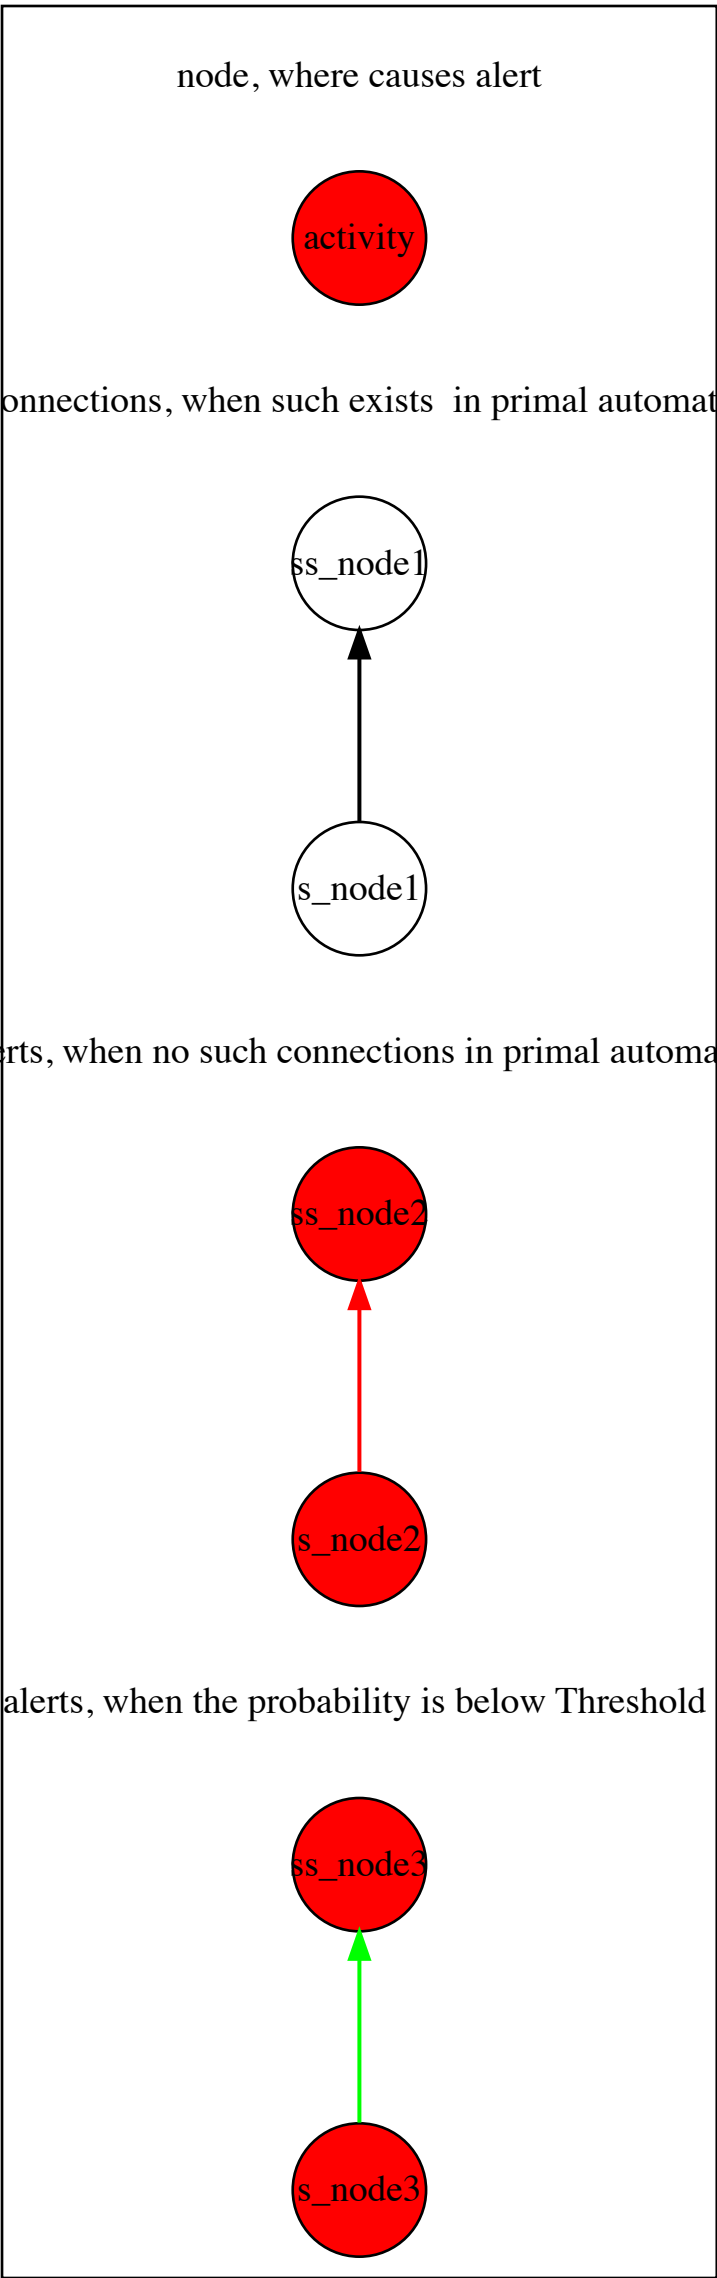 node, where causes alert
activity
onnections, when such exists  in primal automat
ss_node1
s_node1
erts, when no such connections in primal automa
ss_node2
s_node2
alerts, when the probability is below Threshold
ss_node3
s_node3